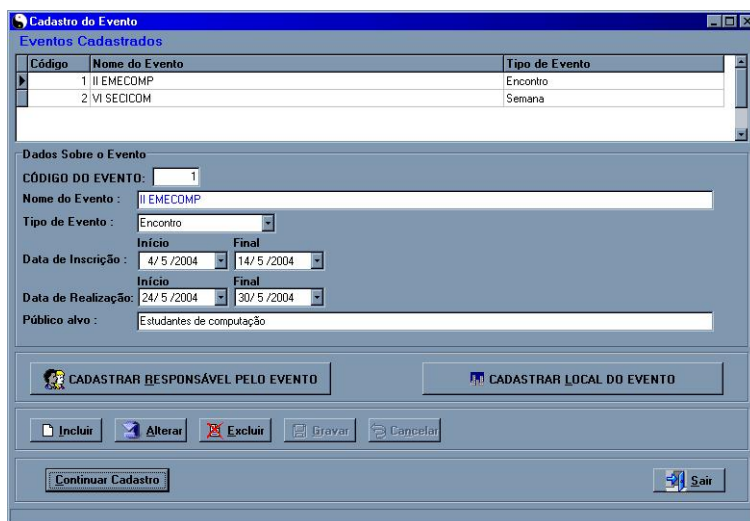 Cadastro do Evento
Eventos Cadastrados
Código Nome do Evento Tipo de Evento
1 II EMECOMP Encontro
2 VI SECICOM Semana
Dados Sobre o Evento
CÓDIGO DO EVENTO: 1
Nome do Evento : II EMECOMP
Tipo de Evento : Encontro
Início Final
Data de Inscrição : 4/ 5 /2004 14/ 5 /2004
Início Final
Data de Realização: 24/ 5 /2004 30/ 5 /2004
Público alvo : Estudantes de computação
CADASTRAR RESPONSÁVEL PELO EVENTO CADASTRAR LOCAL DO EVENTO
Incluir Alterar Excluir Gravar Cancelar
Continuar Cadastro Sair